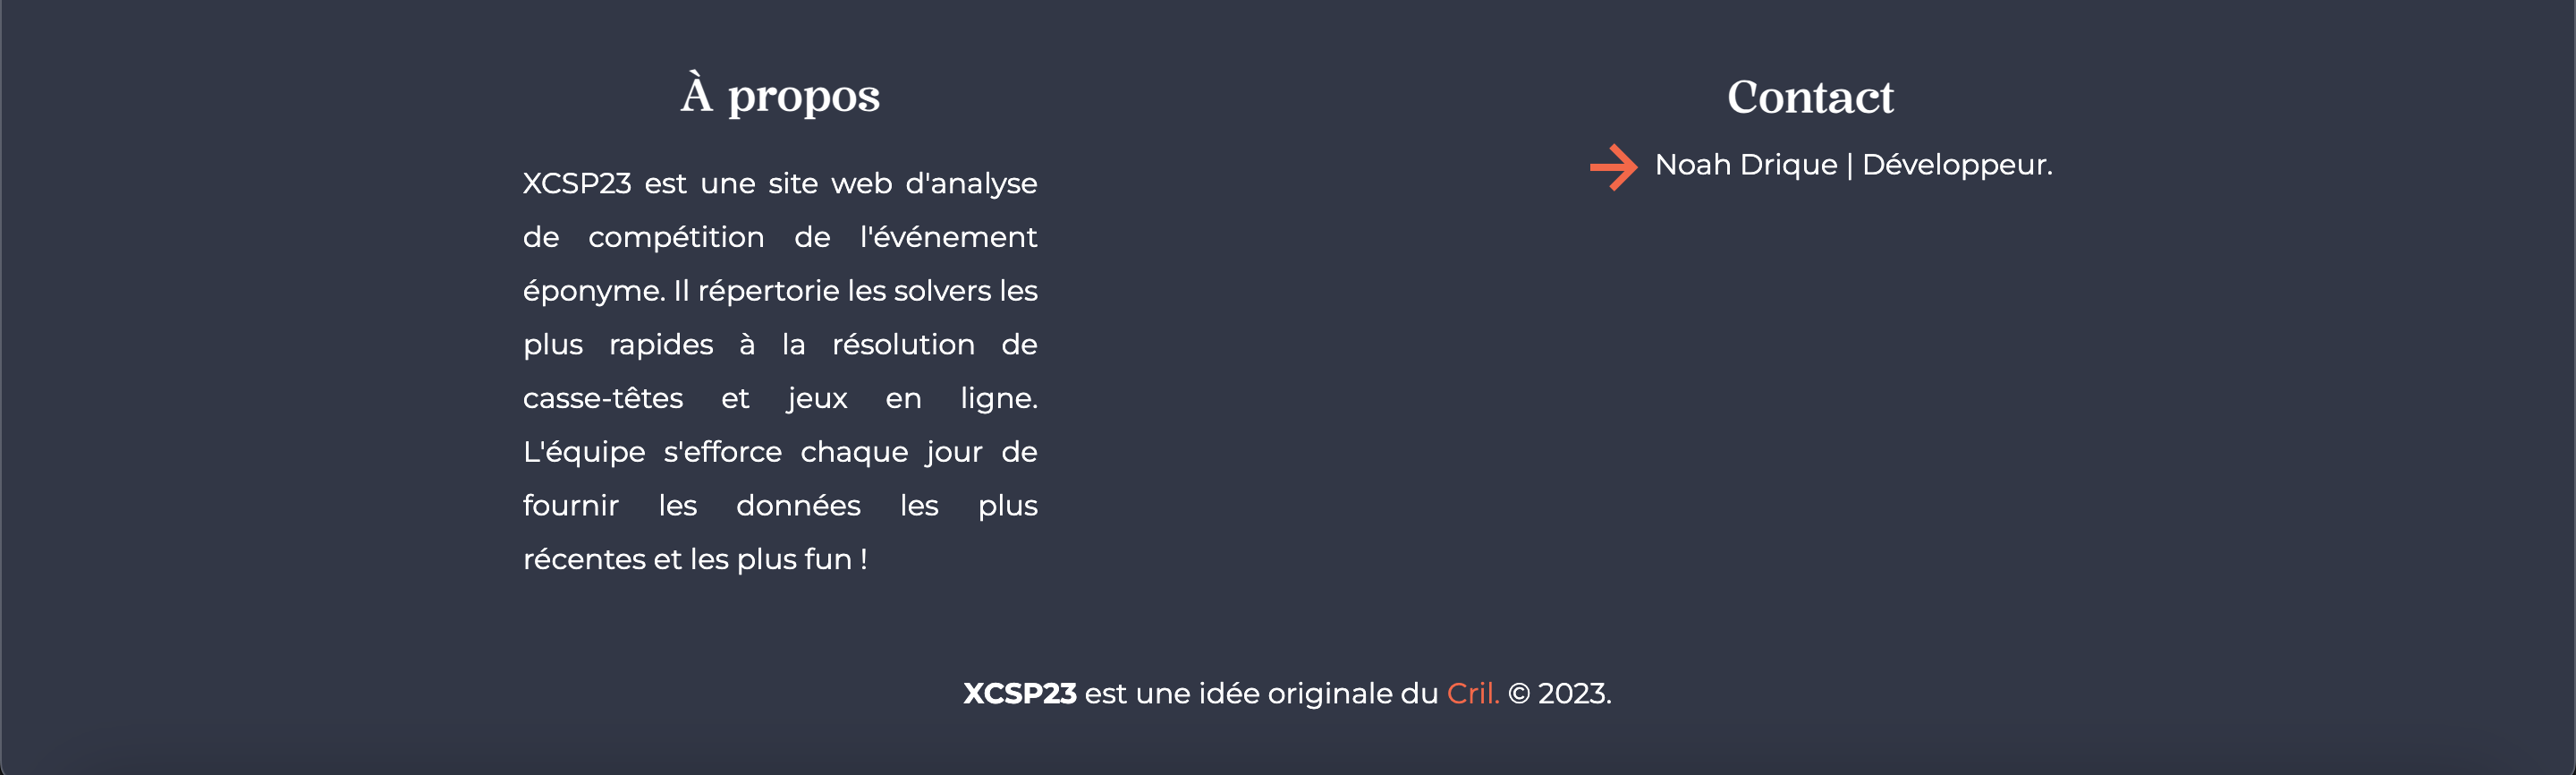 À propos
XCSP23 est une site web d'analyse
de compétition de l'événement
éponyme. Il répertorie les solvers les
plus rapides à la résolution de
casse-têtes et jeux en ligne.
L'équipe s'efforce chaque jour de
fournir les données les plus
récentes et les plus fun !
Contact
Noah Drique | Développeur.
XCSP23 est une idée originale du Cril. © 2023.